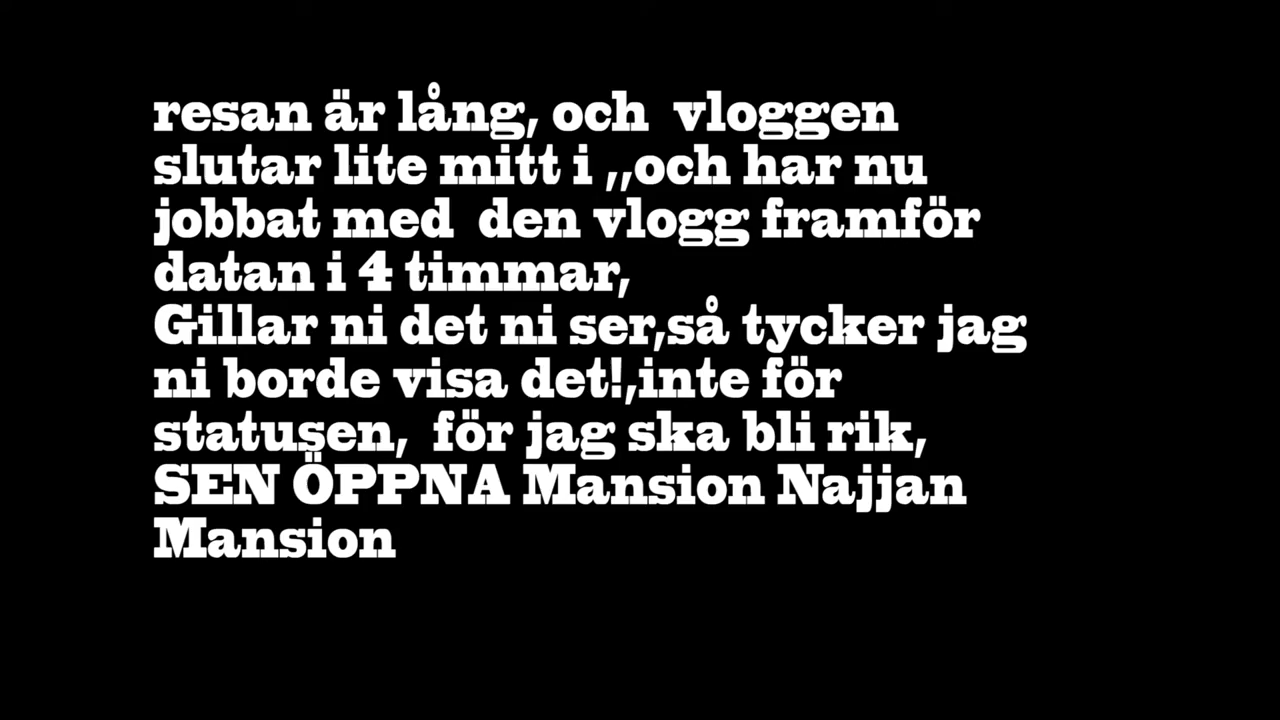 resan är lång, och  vloggen
slutar lite mitt i ,,och har nu
jobbat med  den vlogg framför
datan i 4 timmar,
Gillar ni det ni ser,så tycker jag
ni borde visa det!,inte för
statusen,  för jag ska bli rik,
SEN ÖPPNA Mansion Najjan
Mansion